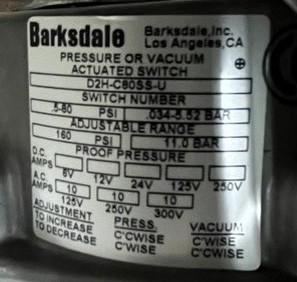 Barksdale Barksdale, Inc.
Los Angeles, CA
PRESSURE OR VACUUM
ACTUATED SWITCH
D2H-C80SS-U
SWITCH NUMBER
.5-80 PSI .034-5.52 BAR
ADJUSTABLE RANGE
160 PSI 11.0 BAR
PROOF PRESSURE
D.C. AMPS
6V 12V 24V 125V 250V
A.C. AMPS 10 10 10
125V 250V 300V
ADJUSTMENT PRESS. VACUUM
TO INCREASE C'WISE C'WISE
TO DECREASE C'WISE C'WISE